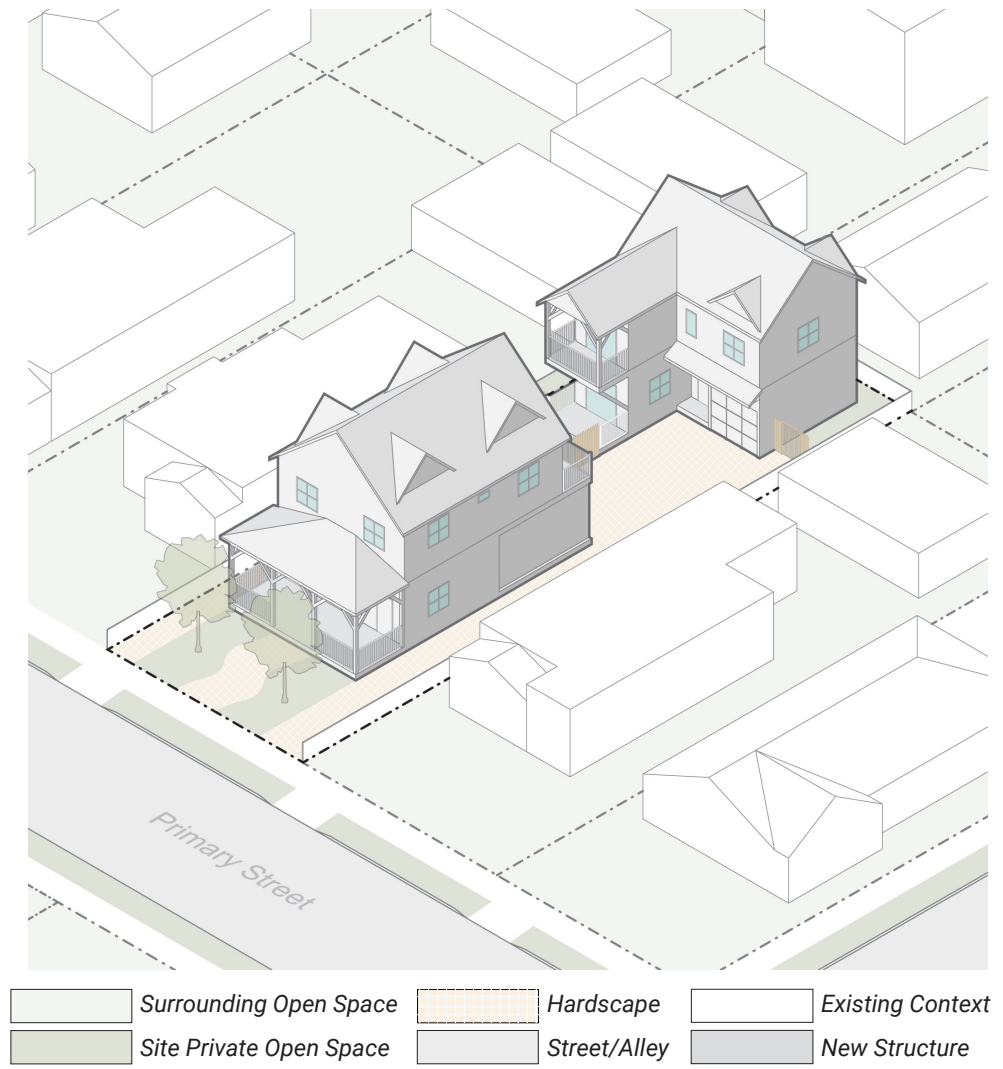 Primary Street
Surrounding Open Space
Hardscape
Existing Context
Site Private Open Space
Street/Alley
New Structure